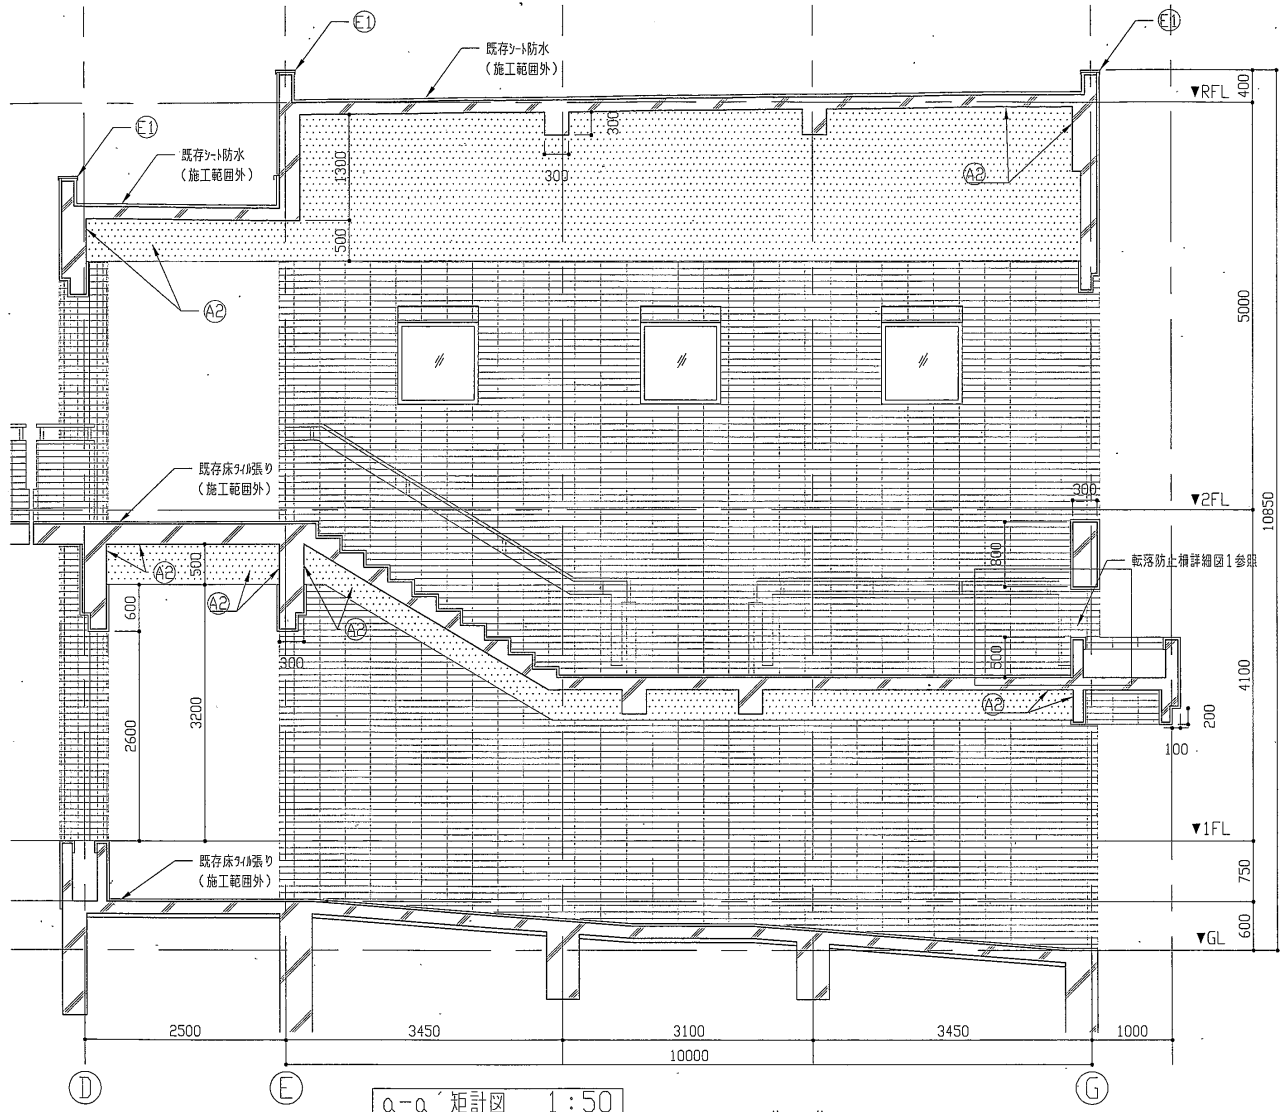 E1
E1
既存シート防水
(施工範囲外)
▼RFL
400
E1
既存シート防水
(施工範囲外)
300
300
1300
A2
500
A2
5000
既存床タイル張り
(施工範囲外)
300
▼2FL
10850
800
転落防止柵詳細図1参照
A2
500
A2
600
A2
300
500
4100
A2
200
100
2600
3200
▼1FL
既存床タイル張り
(施工範囲外)
750
600
▼GL
2500
3450
3100
3450
1000
10000
D
E
G
a-a´矩計図 1:50